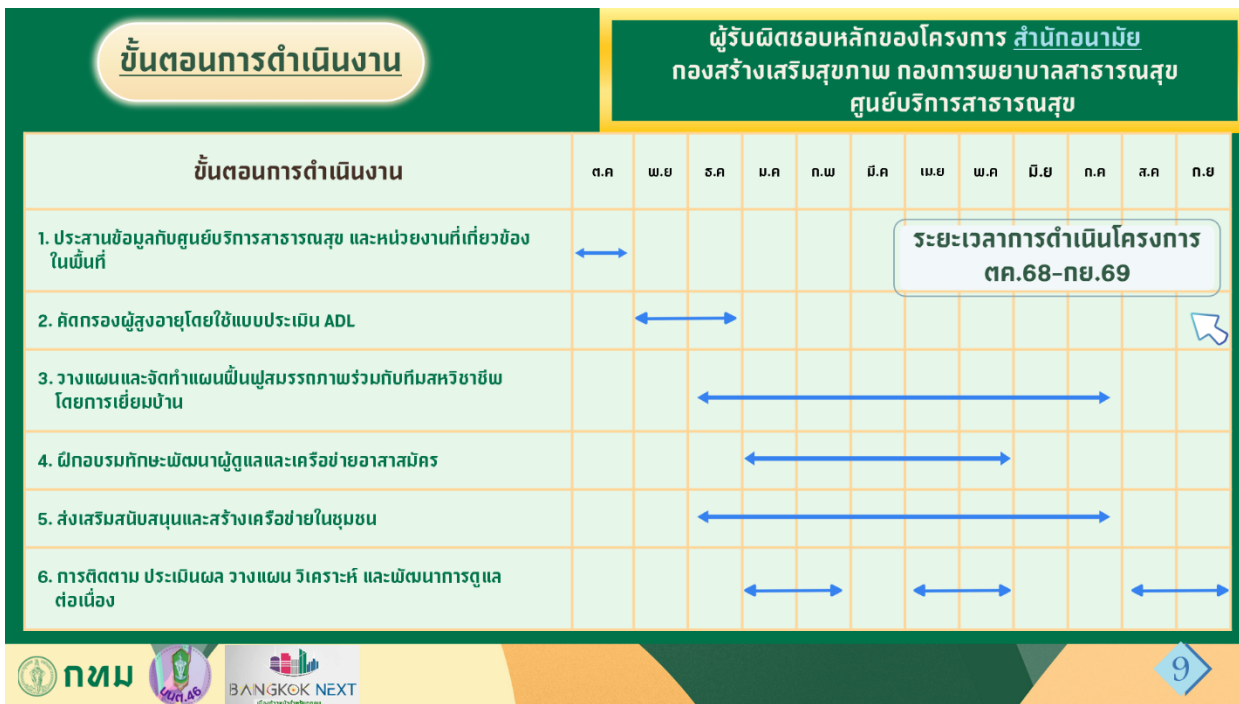 ขั้นตอนการดำเนินงาน
ผู้รับผิดชอบหลักของโครงการ สำนักอนามัย
กองสร้างเสริมสุขภาพ กองการพยาบาลสาธารณสุข
ศูนย์บริการสาธารณสุข
ขั้นตอนการดำเนินงาน ต.ค พ.ย ธ.ค ม.ค ก.พ มี.ค เม.ย พ.ค มิ.ย ก.ค ส.ค ก.ย
1. ประสานข้อมูลกับศูนย์บริการสาธารณสุข และหน่วยงานที่เกี่ยวข้อง
ในพื้นที่
ระยะเวลาการดำเนินโครงการ
ตค.68-กย.69
2. คัดกรองผู้สูงอายุโดยใช้แบบประเมิน ADL
3. วางแผนและจัดทำแผนฟื้นฟูสมรรถภาพร่วมกับทีมสหวิชาชีพ
โดยการเยี่ยมบ้าน
4. ฝึกอบรมทักษะพัฒนาผู้ดูแลและเครือข่ายอาสาสมัคร
5. ส่งเสริมสนับสนุนและสร้างเครือข่ายในชุมชน
6. การติดตาม ประเมินผล วางแผน วิเคราะห์ และพัฒนาการดูแล
ต่อเนื่อง
กทม
BANGKOK NEXT
9